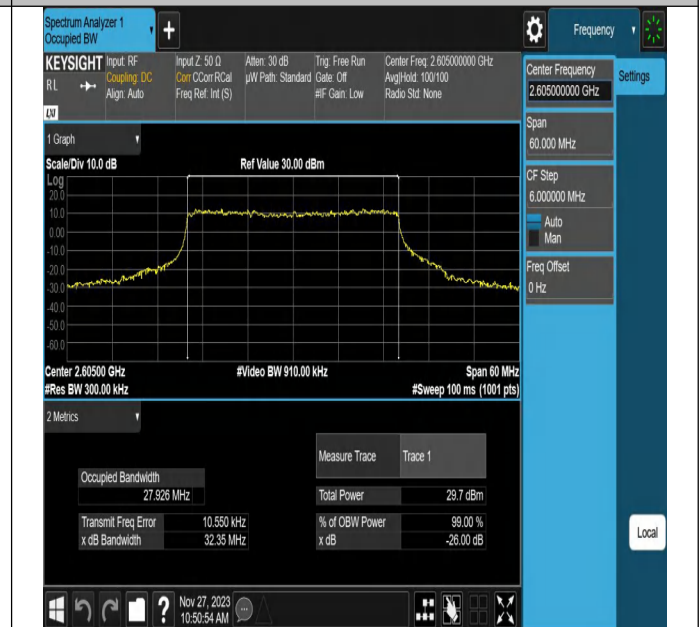 Spectrum Analyzer 1
Occupied BW
+
Frequency
KEYSIGHT
RL
LXI
Input: RF
Coupling: DC
Align: Auto
Input Z: 50 Ω
Corr CCorr RCal
Freq Ref: Int (S)
Atten: 30 dB
µW Path: Standard
Trig: Free Run
Gate: Off
#IF Gain: Low
Center Freq: 2.605000000 GHz
Avg|Hold: 100/100
Radio Std: None
Center Frequency
2.605000000 GHz
Settings
Span
60.000 MHz
CF Step
6.000000 MHz
Auto
Man
Freq Offset
0 Hz
Local
1 Graph
Scale/Div 10.0 dB
Ref Value 30.00 dBm
Log
20.0
10.0
0.00
-10.0
-20.0
-30.0
-40.0
-50.0
-60.0
Center 2.60500 GHz
#Video BW 910.00 kHz
Span 60 MHz
#Res BW 300.00 kHz
#Sweep 100 ms (1001 pts)
2 Metrics
Measure Trace Trace 1
Occupied Bandwidth
27.926 MHz
Total Power 29.7 dBm
Transmit Freq Error 10.550 kHz
% of OBW Power 99.00 %
x dB Bandwidth 32.35 MHz
x dB -26.00 dB
?
Nov 27, 2023
10:50:54 AM